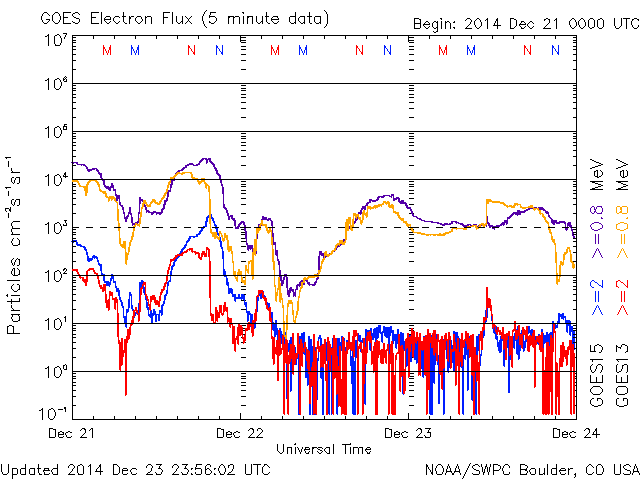 GOES Electron Flux (5 minute data)
Begin: 2014 Dec 21 0000 UTC
M M N N M M N N M M N N
10⁷
10⁶
10⁵
10⁴
10³
10²
10¹
10⁰
10⁻¹
Particles cm⁻²s⁻¹sr⁻¹
GOES15 >=2 >=0.8 MeV
GOES13 >=2 >=0.8 MeV
Dec 21 Dec 22 Dec 23 Dec 24
Universal Time
Updated 2014 Dec 23 23:56:02 UTC
NOAA/SWPC Boulder, CO USA